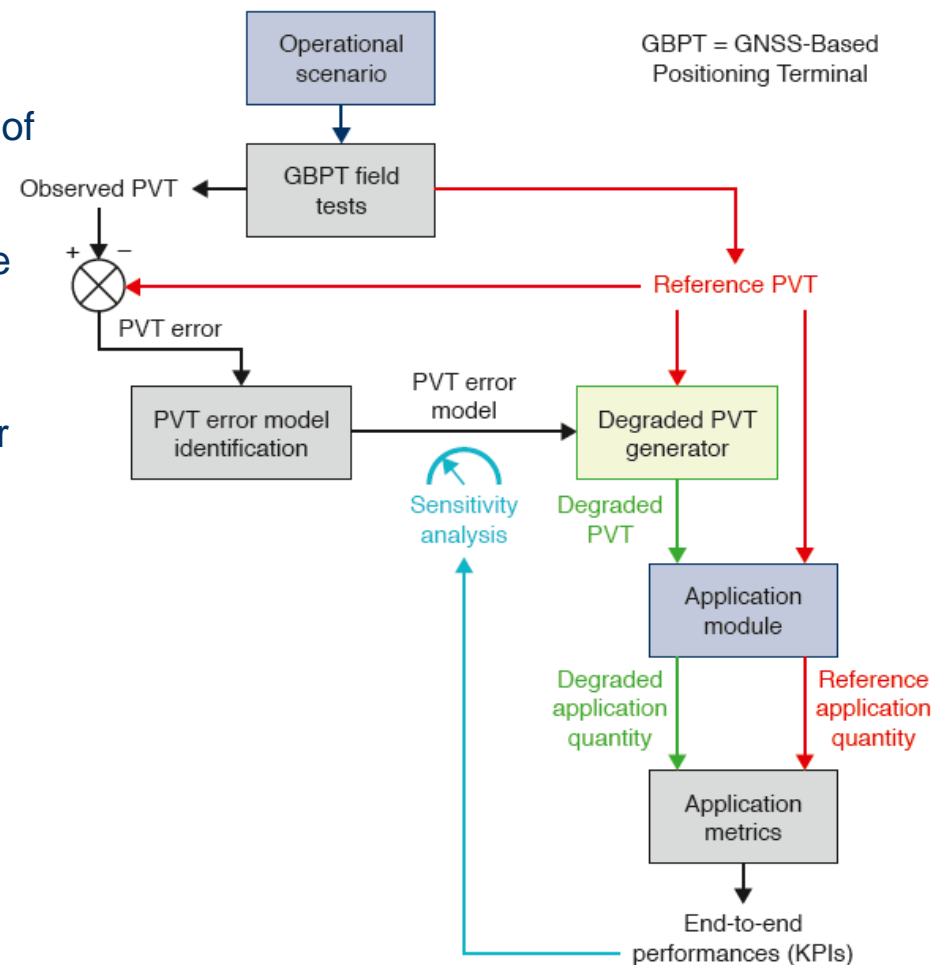 Operational
scenario
GBPT = GNSS-Based
Positioning Terminal
of
GBPT field
tests
Observed PVT
+ −
e
Reference PVT
PVT error
PVT error model
identification
PVT error
model
Degraded PVT
generator
r
Sensitivity
analysis
Degraded
PVT
Application
module
Degraded
application
quantity
Reference
application
quantity
Application
metrics
End-to-end
performances (KPIs)